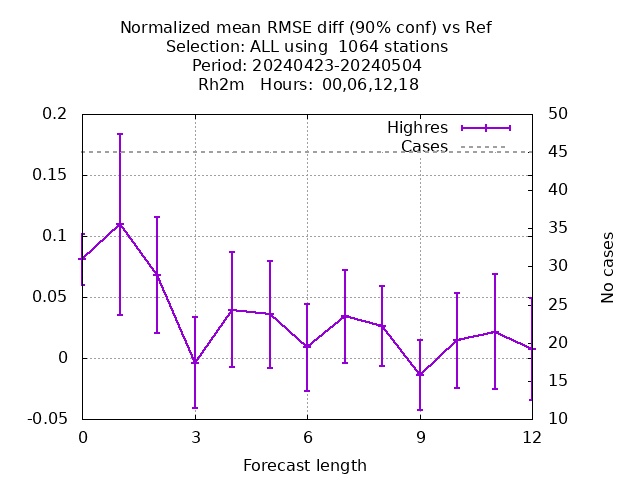 Normalized mean RMSE diff (90% conf) vs Ref
Selection: ALL using  1064 stations
Period: 20240423-20240504
Rh2m   Hours:  00,06,12,18
0.2
0.15
0.1
0.05
0
-0.05
Highres
Cases
50
45
40
35
30
25
20
15
10
No cases
0 3 6 9 12
Forecast length